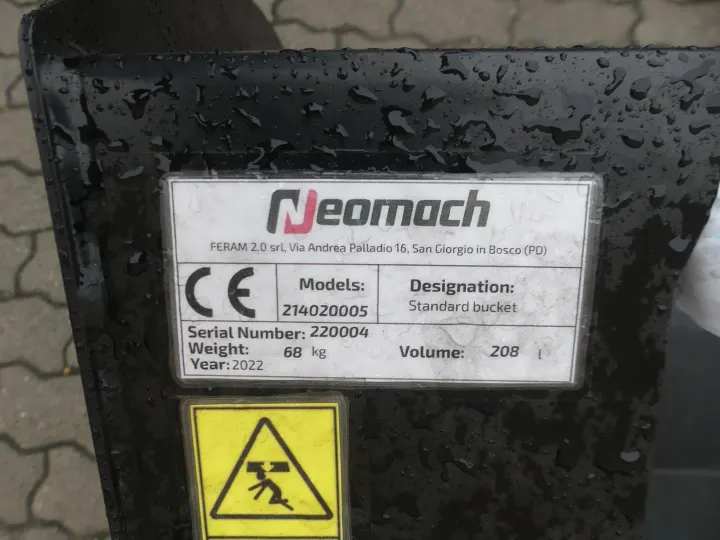 Neomach
FERAM 2.0 srl, Via Andrea Palladio 16, San Giorgio in Bosco (PD)
CE
Models:
214020005
Designation:
Standard bucket
Serial Number: 220004
Weight: 68 kg Volume: 208 l
Year: 2022